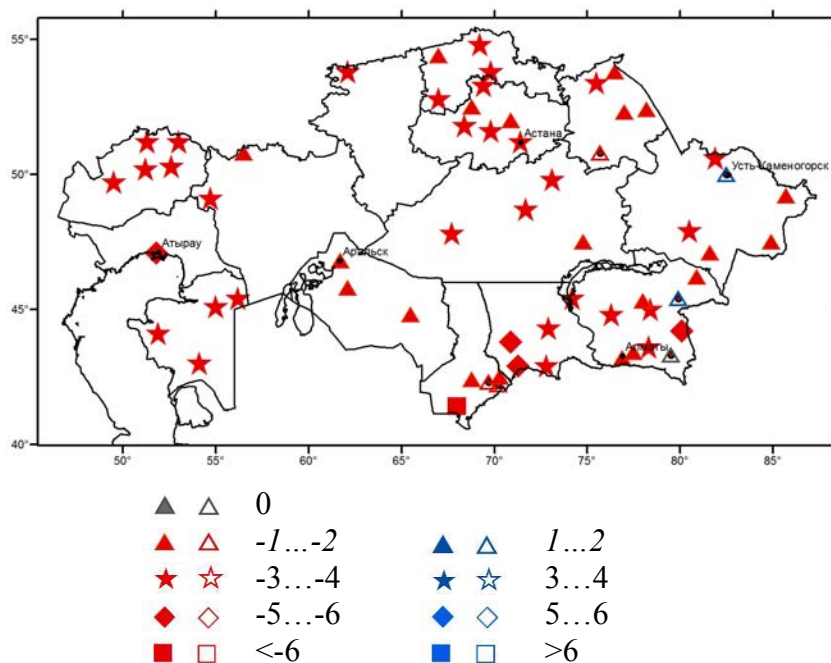 55°
50°
45°
40°
50° 55° 60° 65° 70° 75° 80° 85°
Астана
Усть-Каменогорск
Атырау
Аральск
Алматы
0
-1…-2 1…2
-3…-4 3…4
-5…-6 5…6
<-6 >6